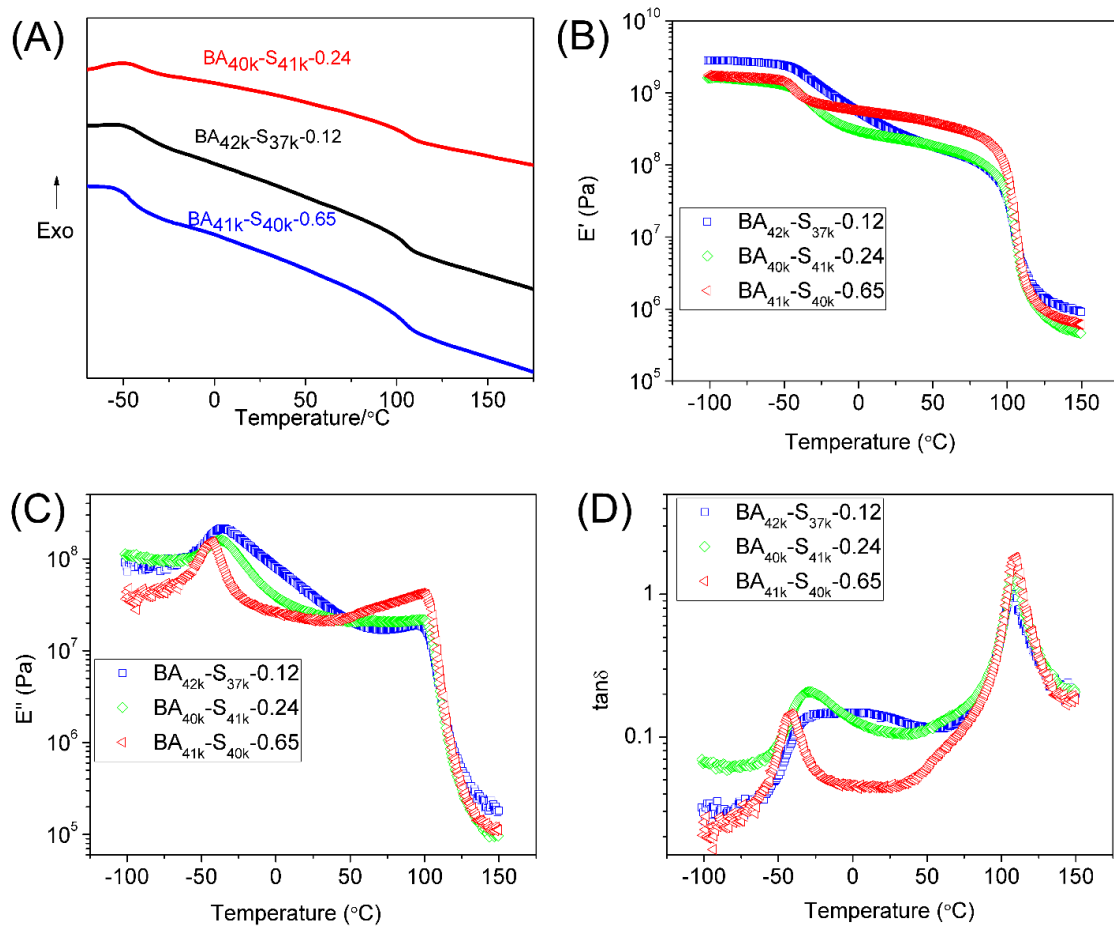 (A)
BA40k-S41k-0.24
BA42k-S37k-0.12
BA41k-S40k-0.65
Exo
-50 0 50 100 150
Temperature/°C
(B)
10^10
10^9
10^8
10^7
10^6
10^5
E' (Pa)
BA42k-S37k-0.12
BA40k-S41k-0.24
BA41k-S40k-0.65
-100 -50 0 50 100 150
Temperature (°C)
(C)
10^8
10^7
10^6
10^5
E'' (Pa)
BA42k-S37k-0.12
BA40k-S41k-0.24
BA41k-S40k-0.65
-100 -50 0 50 100 150
Temperature (°C)
(D)
BA42k-S37k-0.12
BA40k-S41k-0.24
BA41k-S40k-0.65
1
0.1
tanδ
-100 -50 0 50 100 150
Temperature (°C)